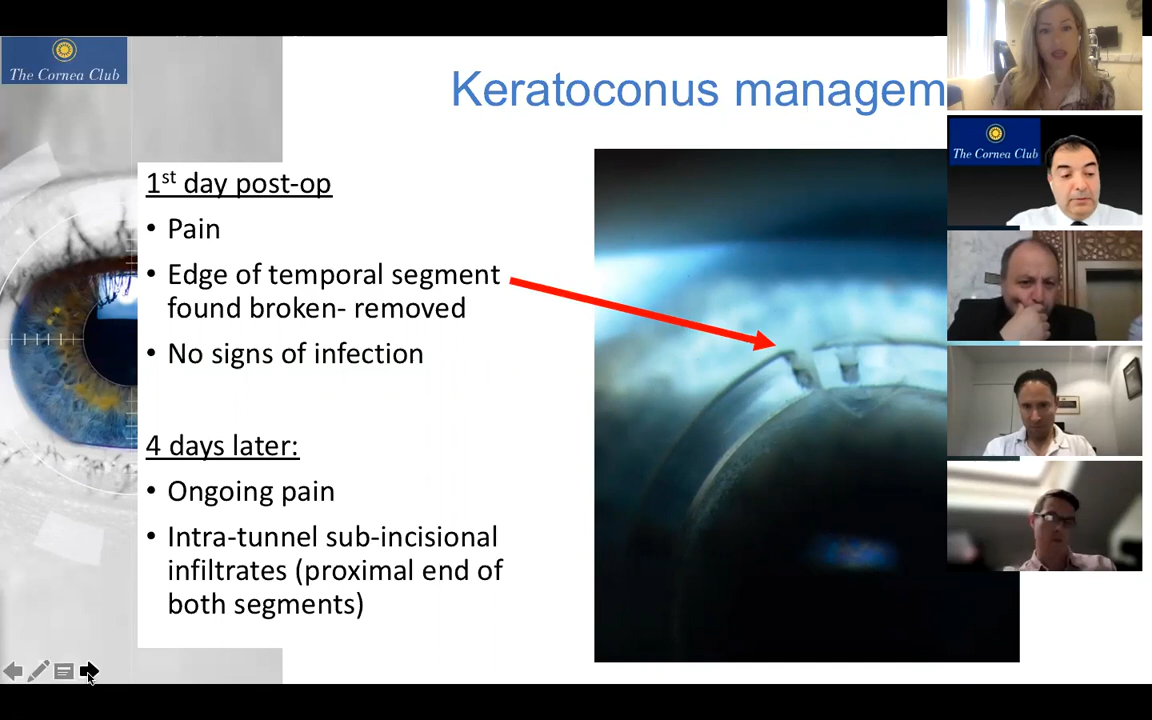 The Cornea Club
Keratoconus managem
The Cornea Club
1st day post-op
• Pain
• Edge of temporal segment
found broken- removed
• No signs of infection
4 days later:
• Ongoing pain
• Intra-tunnel sub-incisional
infiltrates (proximal end of
both segments)